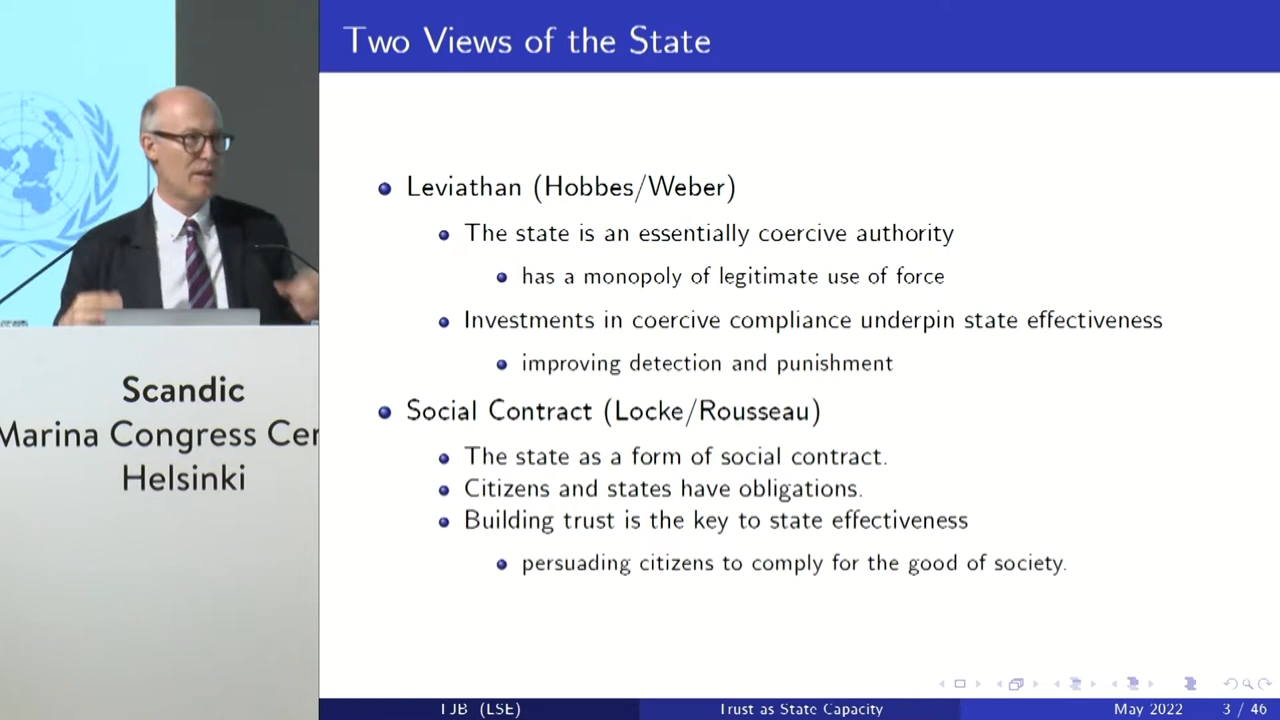 Two Views of the State
Leviathan (Hobbes/Weber)
The state is an essentially coercive authority
has a monopoly of legitimate use of force
Investments in coercive compliance underpin state effectiveness
improving detection and punishment
Social Contract (Locke/Rousseau)
The state as a form of social contract.
Citizens and states have obligations.
Building trust is the key to state effectiveness
persuading citizens to comply for the good of society.
Scandic
Marina Congress Cen
Helsinki
TJB (LSE)
Trust as State Capacity
May 2022
3 / 46